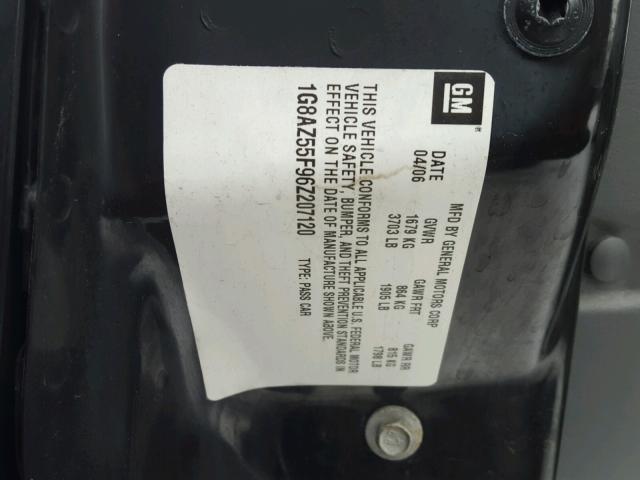 GM
MFD BY GENERAL MOTORS CORP
DATE GVWR GAWR FRT GAWR RR
04/06 1679 KG 864 KG 815 KG
3703 LB 1905 LB 1798 LB
THIS VEHICLE CONFORMS TO ALL APPLICABLE U.S. FEDERAL MOTOR
VEHICLE SAFETY, BUMPER, AND THEFT PREVENTION STANDARDS IN
EFFECT ON THE DATE OF MANUFACTURE SHOWN ABOVE.
1G8AZ55F96Z207120 TYPE: PASS CAR